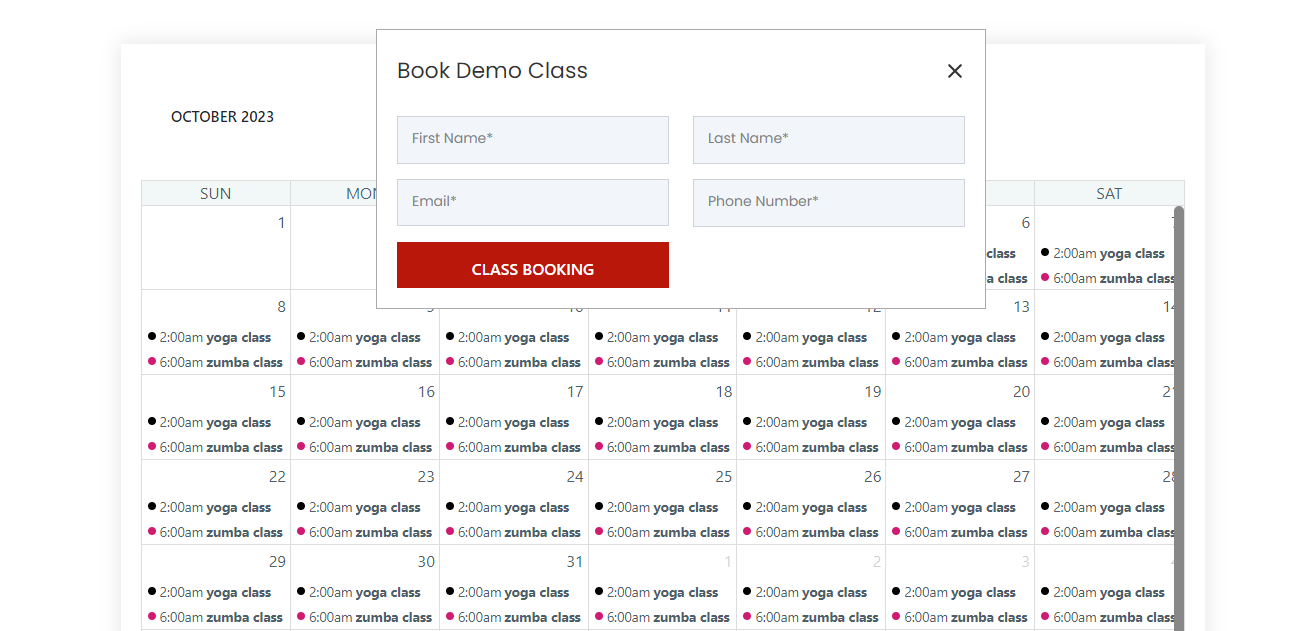 Book Demo Class
OCTOBER 2023
First Name*
Last Name*
SUN
SAT
Email*
Phone Number*
1
6
class
2:00am yoga class
class
6:00am zumba class
CLASS BOOKING
8
13
2:00am yoga class 2:00am yoga class 2:00am yoga class 2:00am yoga class 2:00am yoga class 2:00am yoga class 2:00am yoga class
6:00am zumba class 6:00am zumba class 6:00am zumba class 6:00am zumba class 6:00am zumba class 6:00am zumba class 6:00am zumba class
15 16 17 18 19 20
2:00am yoga class 2:00am yoga class 2:00am yoga class 2:00am yoga class 2:00am yoga class 2:00am yoga class 2:00am yoga class
6:00am zumba class 6:00am zumba class 6:00am zumba class 6:00am zumba class 6:00am zumba class 6:00am zumba class 6:00am zumba class
22 23 24 25 26 27 28
2:00am yoga class 2:00am yoga class 2:00am yoga class 2:00am yoga class 2:00am yoga class 2:00am yoga class 2:00am yoga class
6:00am zumba class 6:00am zumba class 6:00am zumba class 6:00am zumba class 6:00am zumba class 6:00am zumba class 6:00am zumba class
29 30 31 1 2 3
2:00am yoga class 2:00am yoga class 2:00am yoga class 2:00am yoga class 2:00am yoga class 2:00am yoga class 2:00am yoga class
6:00am zumba class 6:00am zumba class 6:00am zumba class 6:00am zumba class 6:00am zumba class 6:00am zumba class 6:00am zumba class